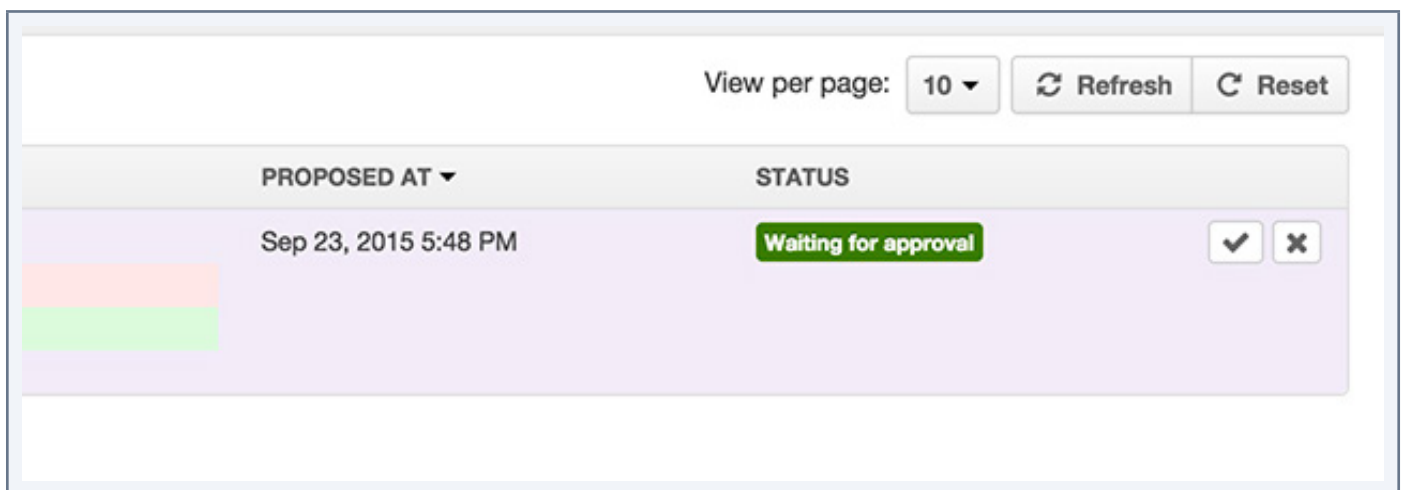 View per page: 10 Refresh Reset
PROPOSED AT STATUS
Sep 23, 2015 5:48 PM Waiting for approval